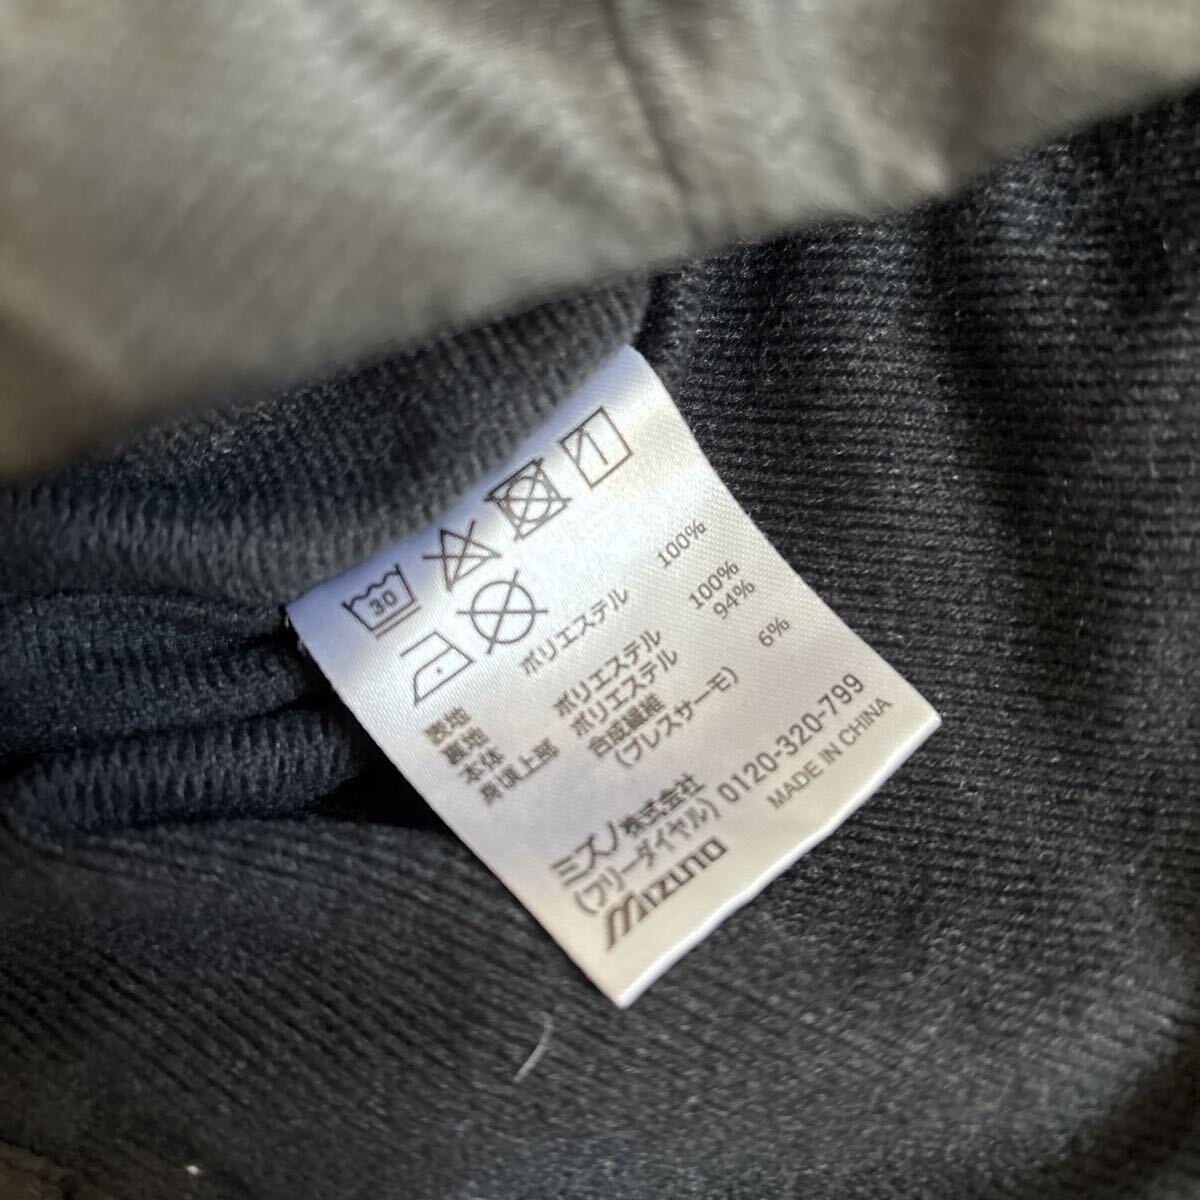 30
表地 ポリエステル 100%
裏地
本体 ポリエステル 100%
身頃上部 ポリエステル 94%
合成繊維 6%
(ブレスサーモ)
ミズノ株式会社
(フリーダイヤル) 0120-320-799
MIZUNO
MADE IN CHINA